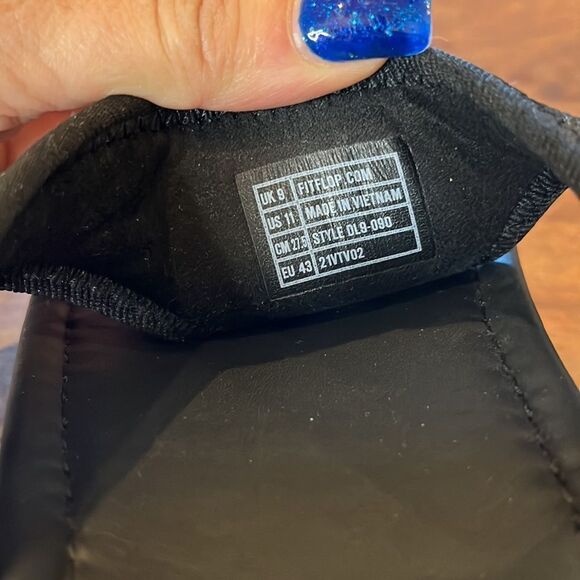 UK 9 FITFLOP.COM
US 11 MADE IN VIETNAM
CM 27.5 STYLE DL9-090
EU 43 21VTV02